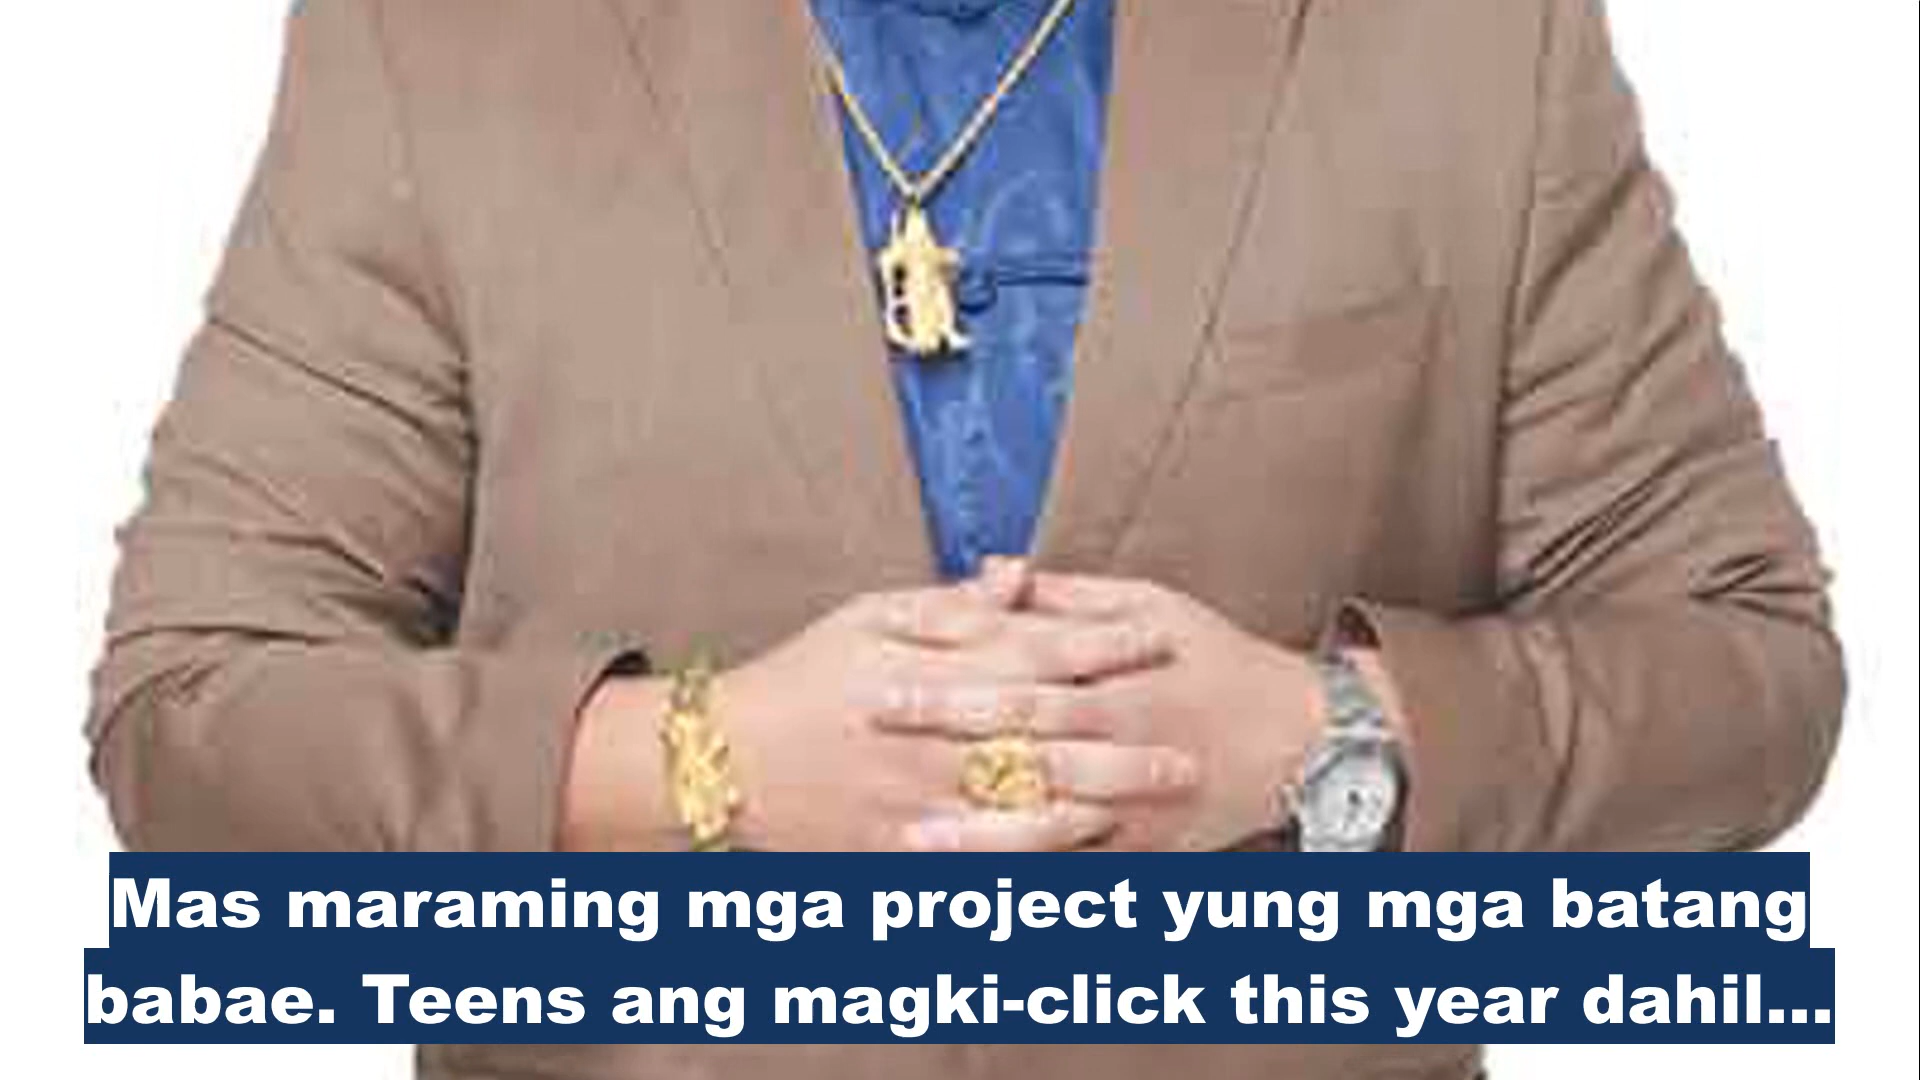 Mas maraming mga project yung mga batang
babae. Teens ang magki-click this year dahil...